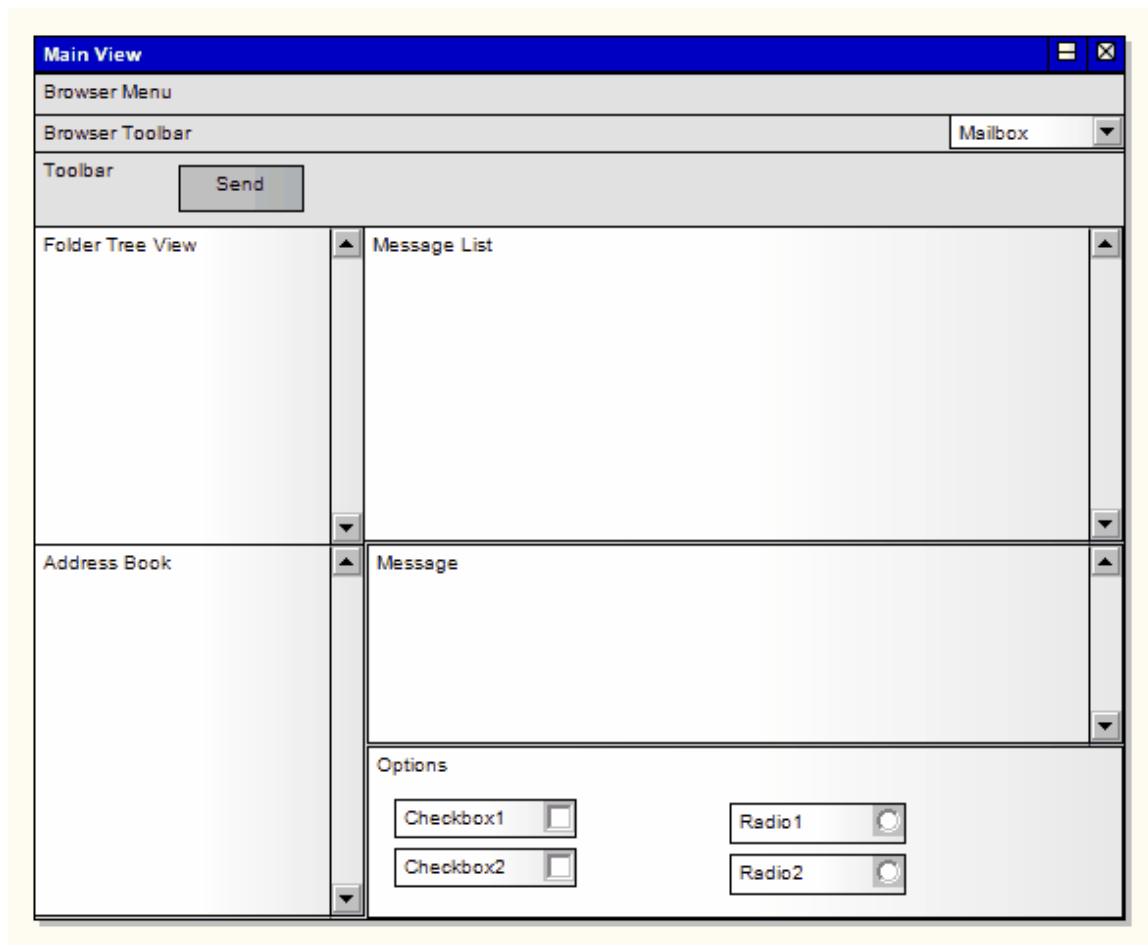 Main View
Browser Menu
Browser Toolbar
Mailbox
Toolbar
Send
Folder Tree View
Message List
Address Book
Message
Options
Checkbox1
Radio1
Checkbox2
Radio2